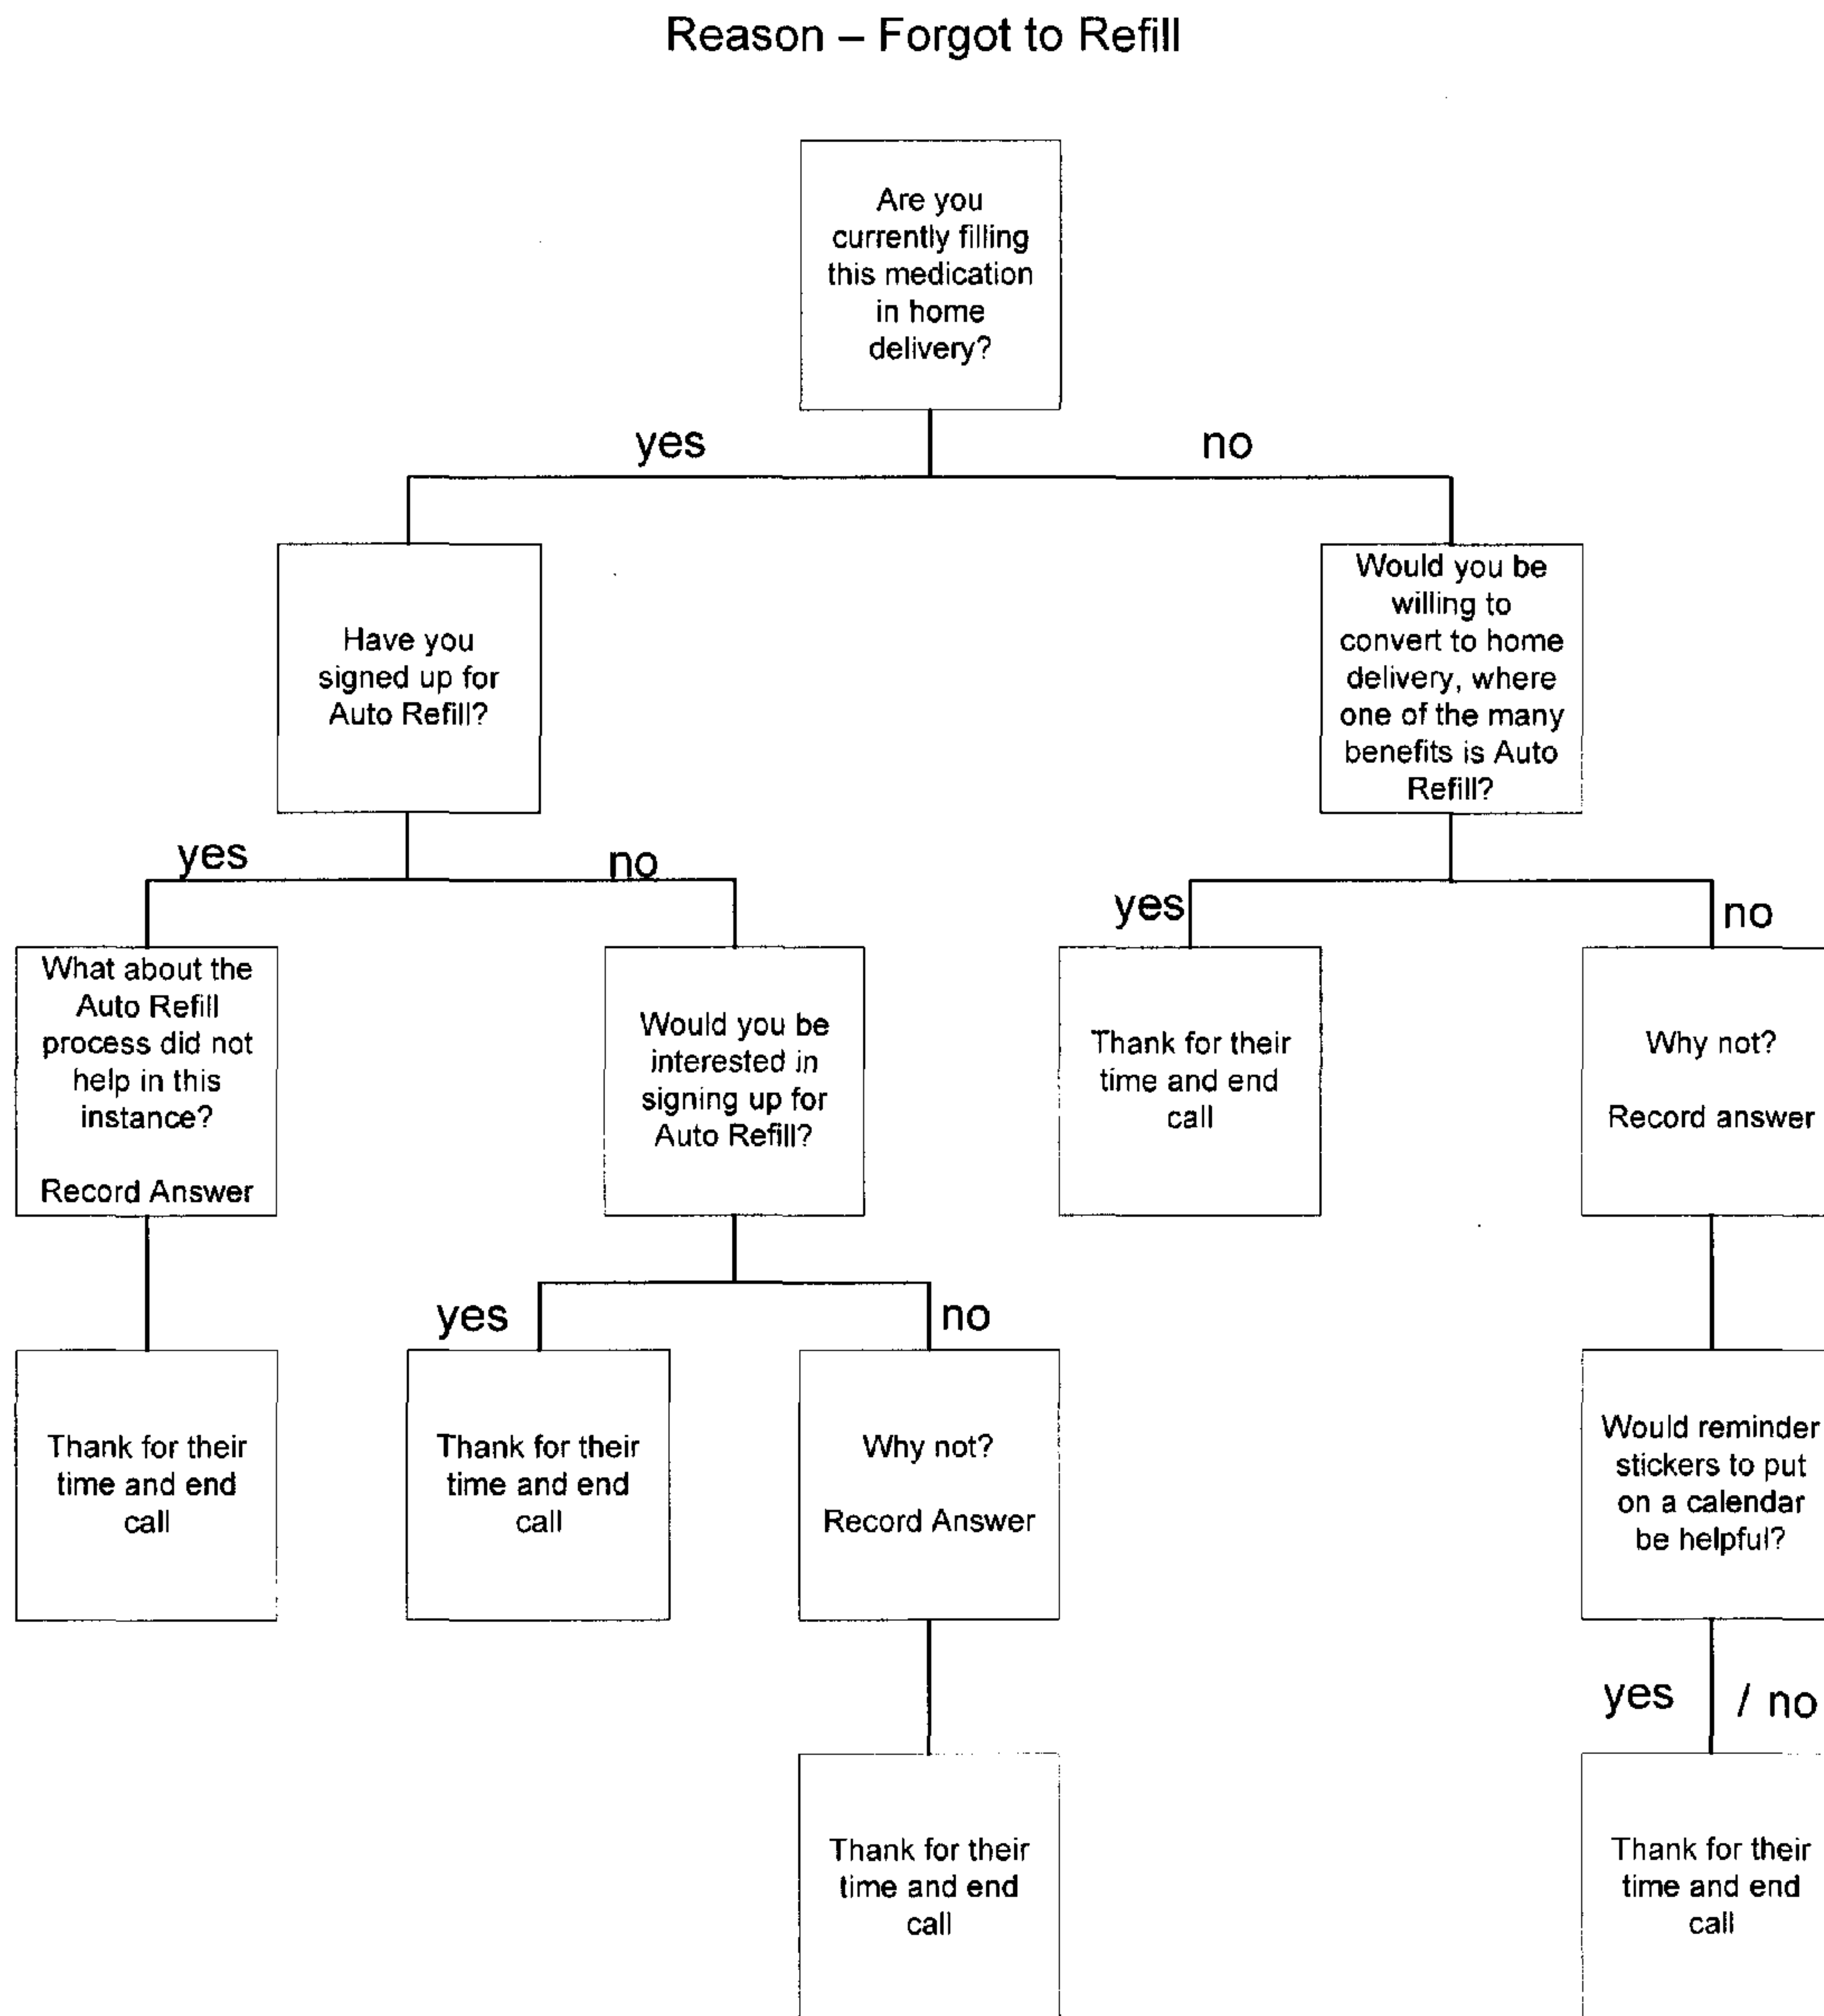 Reason – Forgot to Refill
Are you
currently filling
this medication
in home
delivery?
yes
no
Have you
signed up for
Auto Refill?
Would you be
willing to
convert to home
delivery, where
one of the many
benefits is Auto
Refill?
yes
no
yes
no
What about the
Auto Refill
process did not
help in this
instance?
Record Answer
Would you be
interested in
signing up for
Auto Refill?
Thank for their
time and end
call
Why not?
Record answer
yes
no
Thank for their
time and end
call
Thank for their
time and end
call
Why not?
Record Answer
Would reminder
stickers to put
on a calendar
be helpful?
yes / no
Thank for their
time and end
call
Thank for their
time and end
call